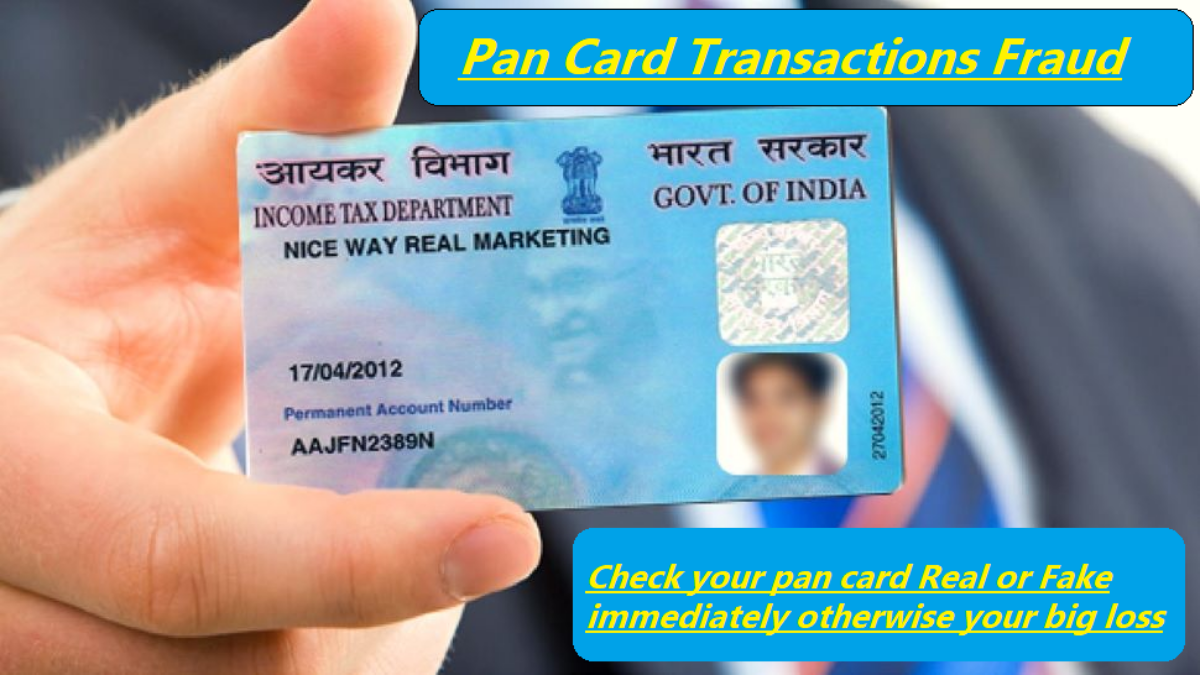 Pan Card Transactions Fraud
आयकर विभाग
INCOME TAX DEPARTMENT
भारत सरकार
GOVT. OF INDIA
NICE WAY REAL MARKETING
17/04/2012
Permanent Account Number
AAJFN2389N
27042012
Check your pan card Real or Fake
immediately otherwise your big loss